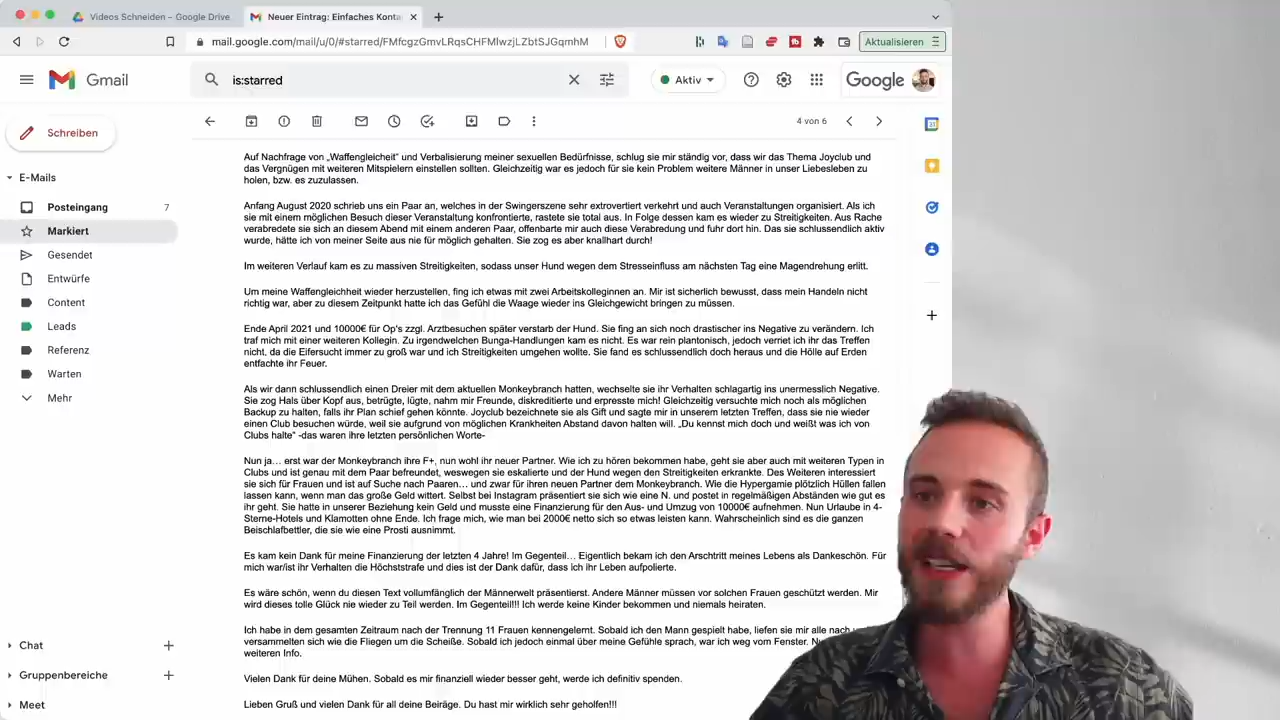 Videos Schneiden – Google Drive
Neuer Eintrag: Einfaches Konta
mail.google.com/mail/u/0/#starred/FMfcgzGmvLRqsCHFMlwzjLZbtSJGqmhM
Aktualisieren
Gmail
is:starred
Aktiv
Google
Schreiben
4 von 6
E-Mails
Posteingang 7
Markiert
Gesendet
Entwürfe
Content
Leads
Referenz
Warten
Mehr
Chat
Gruppenbereiche
Meet
Auf Nachfrage von „Waffengleicheit" und Verbalisierung meiner sexuellen Bedürfnisse, schlug sie mir ständig vor, dass wir das Thema Joyclub und
das Vergnügen mit weiteren Mitspielern einstellen sollten. Gleichzeitig war es jedoch für sie kein Problem weitere Männer in unser Liebesleben zu
holen, bzw. es zuzulassen.
Anfang August 2020 schrieb uns ein Paar an, welches in der Swingerszene sehr extrovertiert verkehrt und auch Veranstaltungen organisiert. Als ich
sie mit einem möglichen Besuch dieser Veranstaltung konfrontierte, rastete sie total aus. In Folge dessen kam es wieder zu Streitigkeiten. Aus Rache
verabredete sie sich an diesem Abend mit einem anderen Paar, offenbarte mir auch diese Verabredung und fuhr dort hin. Das sie schlussendlich aktiv
wurde, hätte ich von meiner Seite aus nie für möglich gehalten. Sie zog es aber knallhart durch!
Im weiteren Verlauf kam es zu massiven Streitigkeiten, sodass unser Hund wegen dem Stresseinfluss am nächsten Tag eine Magendrehung erlitt.
Um meine Waffengleichheit wieder herzustellen, fing ich etwas mit zwei Arbeitskolleginnen an. Mir ist sicherlich bewusst, dass mein Handeln nicht
richtig war, aber zu diesem Zeitpunkt hatte ich das Gefühl die Waage wieder ins Gleichgewicht bringen zu müssen.
Ende April 2021 und 10000€ für Op's zzgl. Arztbesuchen später verstarb der Hund. Sie fing an sich noch drastischer ins Negative zu verändern. Ich
traf mich mit einer weiteren Kollegin. Zu irgendwelchen Bunga-Handlungen kam es nicht. Es war rein plantonisch, jedoch verriet ich ihr das Treffen
nicht, da die Eifersucht immer zu groß war und ich Streitigkeiten umgehen wollte. Sie fand es schlussendlich doch heraus und die Hölle auf Erden
entfachte ihr Feuer.
Als wir dann schlussendlich einen Dreier mit dem aktuellen Monkeybranch hatten, wechselte sie ihr Verhalten schlagartig ins unermesslich Negative.
Sie zog Hals über Kopf aus, betrügte, lügte, nahm mir Freunde, diskreditierte und erpresste mich! Gleichzeitig versuchte mich noch als möglichen
Backup zu halten, falls ihr Plan schief gehen könnte. Joyclub bezeichnete sie als Gift und sagte mir in unserem letzten Treffen, dass sie nie wieder
einen Club besuchen würde, weil sie aufgrund von möglichen Krankheiten Abstand davon halten will. „Du kennst mich doch und weißt was ich von
Clubs halte" -das waren ihre letzten persönlichen Worte-
Nun ja… erst war der Monkeybranch ihre F+, nun wohl ihr neuer Partner. Wie ich zu hören bekommen habe, geht sie aber auch mit weiteren Typen in
Clubs und ist genau mit dem Paar befreundet, weswegen sie eskalierte und der Hund wegen den Streitigkeiten erkrankte. Des Weiteren interessiert
sie sich für Frauen und ist auf Suche nach Paaren… und zwar für ihren neuen Partner dem Monkeybranch. Wie die Hypergamie plötzlich Hüllen fallen
lassen kann, wenn man das große Geld wittert. Selbst bei Instagram präsentiert sie sich wie eine N. und postet in regelmäßigen Abständen wie gut es
ihr geht. Sie hatte in unserer Beziehung kein Geld und musste eine Finanzierung für den Aus- und Umzug von 10000€ aufnehmen. Nun Urlaube in 4-
Sterne-Hotels und Klamotten ohne Ende. Ich frage mich, wie man bei 2000€ netto sich so etwas leisten kann. Wahrscheinlich sind es die ganzen
Beischlafbettler, die sie wie eine Prosti ausnimmt.
Es kam kein Dank für meine Finanzierung der letzten 4 Jahre! Im Gegenteil… Eigentlich bekam ich den Arschtritt meines Lebens als Dankeschön. Für
mich war/ist ihr Verhalten die Höchststrafe und dies ist der Dank dafür, dass ich ihr Leben aufpolierte.
Es wäre schön, wenn du diesen Text vollumfänglich der Männerwelt präsentierst. Andere Männer müssen vor solchen Frauen geschützt werden. Mir
wird dieses tolle Glück nie wieder zu Teil werden. Im Gegenteil!!! Ich werde keine Kinder bekommen und niemals heiraten.
Ich habe in dem gesamten Zeitraum nach der Trennung 11 Frauen kennengelernt. Sobald ich den Mann gespielt habe, liefen sie mir alle nach
versammelten sich wie die Fliegen um die Scheiße. Sobald ich jedoch einmal über meine Gefühle sprach, war ich weg vom Fenster.
weiteren Info.
Vielen Dank für deine Mühen. Sobald es mir finanziell wieder besser geht, werde ich definitiv spenden.
Lieben Gruß und vielen Dank für all deine Beiräge. Du hast mir wirklich sehr geholfen!!!